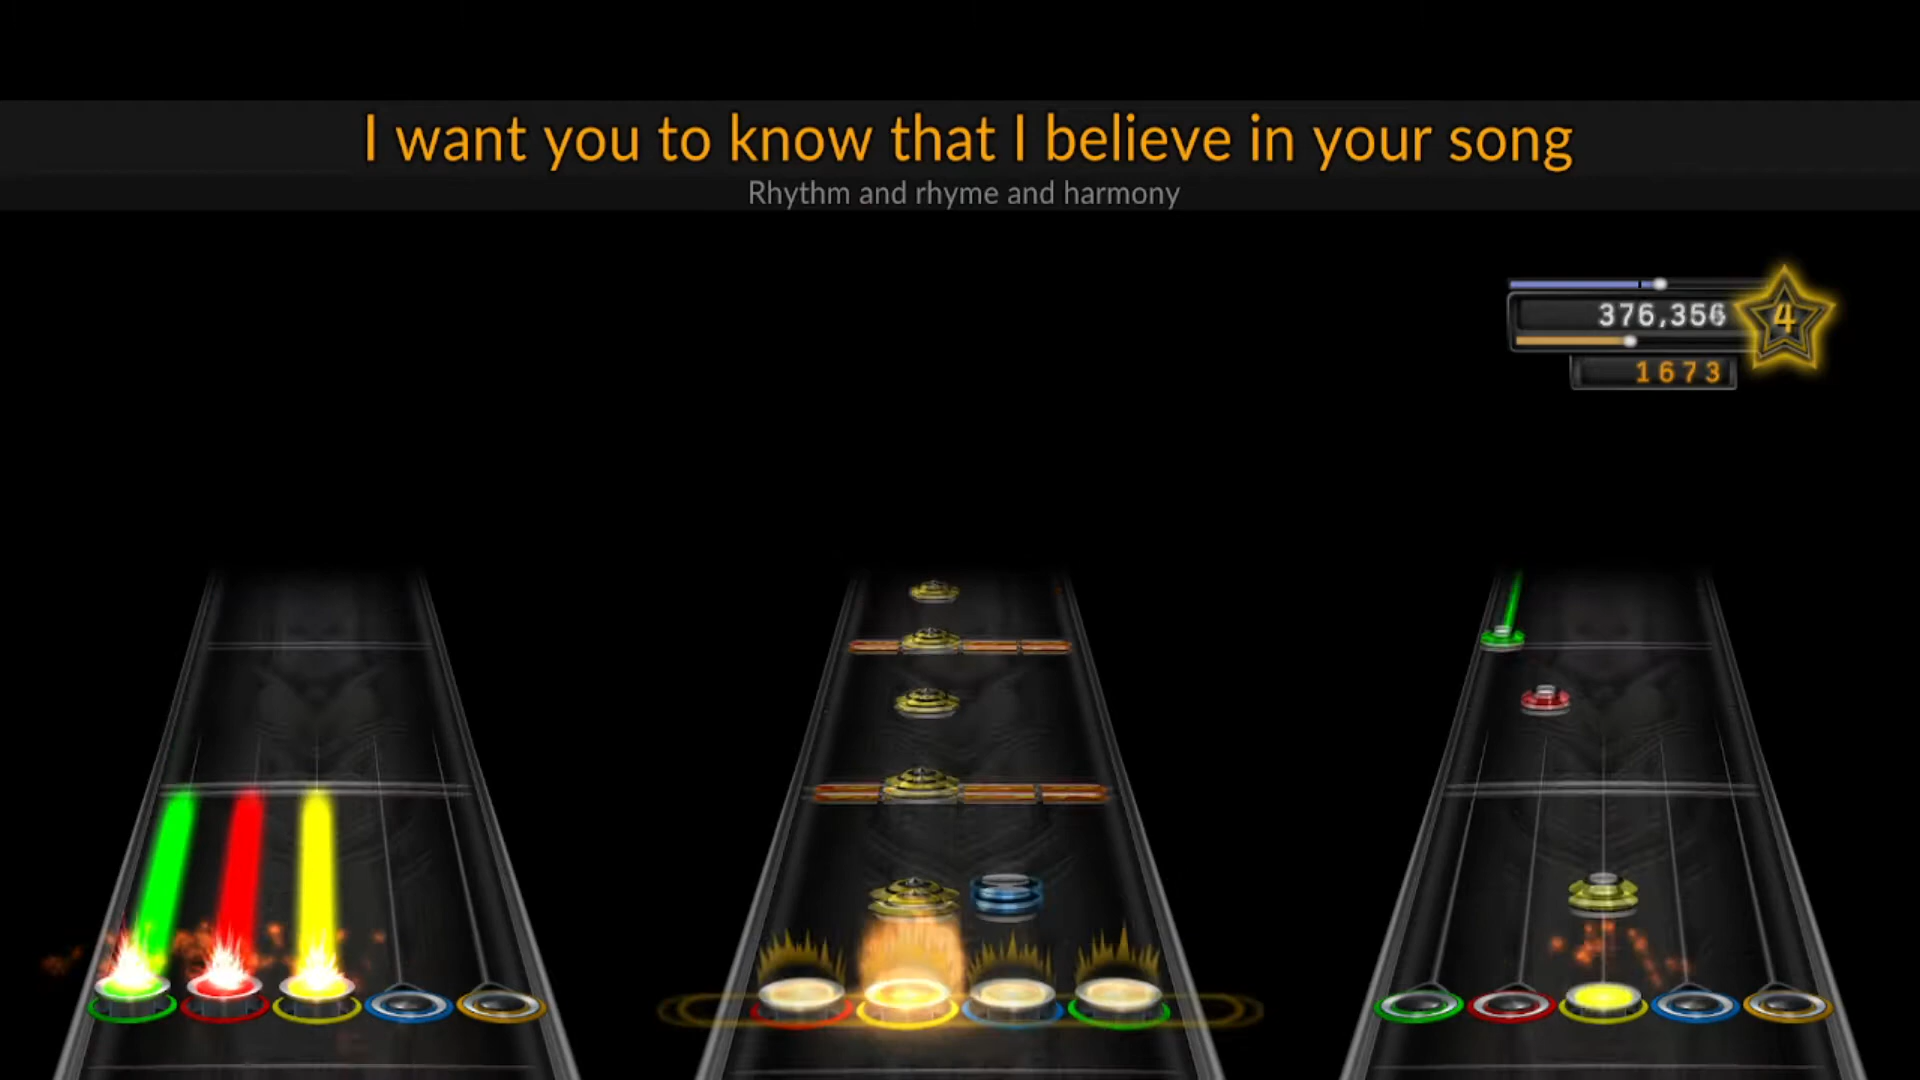 I want you to know that I believe in your song
Rhythm and rhyme and harmony
376,356
4
1673